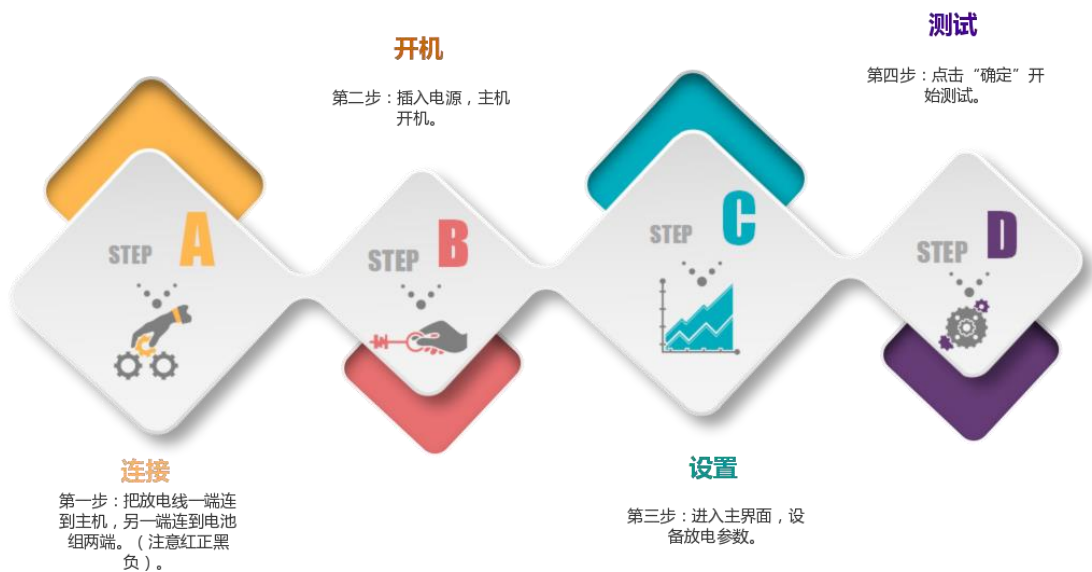 测试
开机
第四步：点击“确定”开
始测试。
第二步：插入电源，主机
开机。
STEP A
STEP B
STEP C
STEP D
连接
第一步：把放电线一端连
到主机，另一端连到电池
组两端。（注意红正黑
负）。
设置
第三步：进入主界面，设
备放电参数。